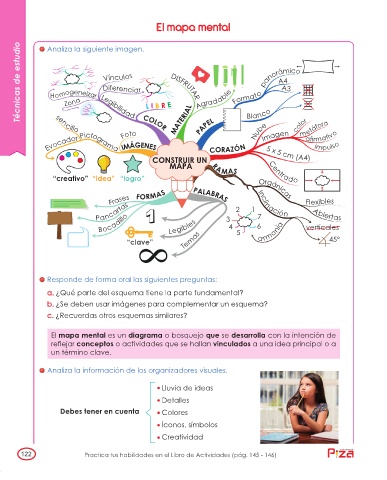 El mapa mental
Técnicas de estudio
Analiza la siguiente imagen.
Vínculos
Diferenciar
Homogeneizar
Zona
Legibilidad
LIBRE
COLOR
DISFRUTAR
MATERIAL
Agradable
PAPEL
Formato
Panorámico
A4
A3
Blanco
Sencillo
Evocador
Pictograma
Foto
IMÁGENES
CONSTRUIR UN
MAPA
CORAZÓN
Nube
Imagen
color
metáfora
llamativo
Impulso
5 x 5 cm (A4)
Centrado
RAMAS
Orgánicas
"creativo"
"idea"
"logro"
Frases
FORMAS
Pancartas
Bocadillo
PALABRAS
Legibles
Temas
"clave"
1
2 1
3 7
4 6
5
Flexibles
Abiertas
verticales
Armonía
45º
Responde de forma oral las siguientes preguntas:
a. ¿Qué parte del esquema tiene la parte fundamental?
b. ¿Se deben usar imágenes para complementar un esquema?
c. ¿Recuerdas otros esquemas similares?
El mapa mental es un diagrama o bosquejo que se desarrolla con la intención de
reflejar conceptos o actividades que se hallan vinculados a una idea principal o a
un término clave.
Analiza la información de los organizadores visuales.
Debes tener en cuenta
• Lluvia de ideas
• Detalles
• Colores
• Íconos, símbolos
• Creatividad
122
Practica tus habilidades en el Libro de Actividades (pág. 145 - 146)